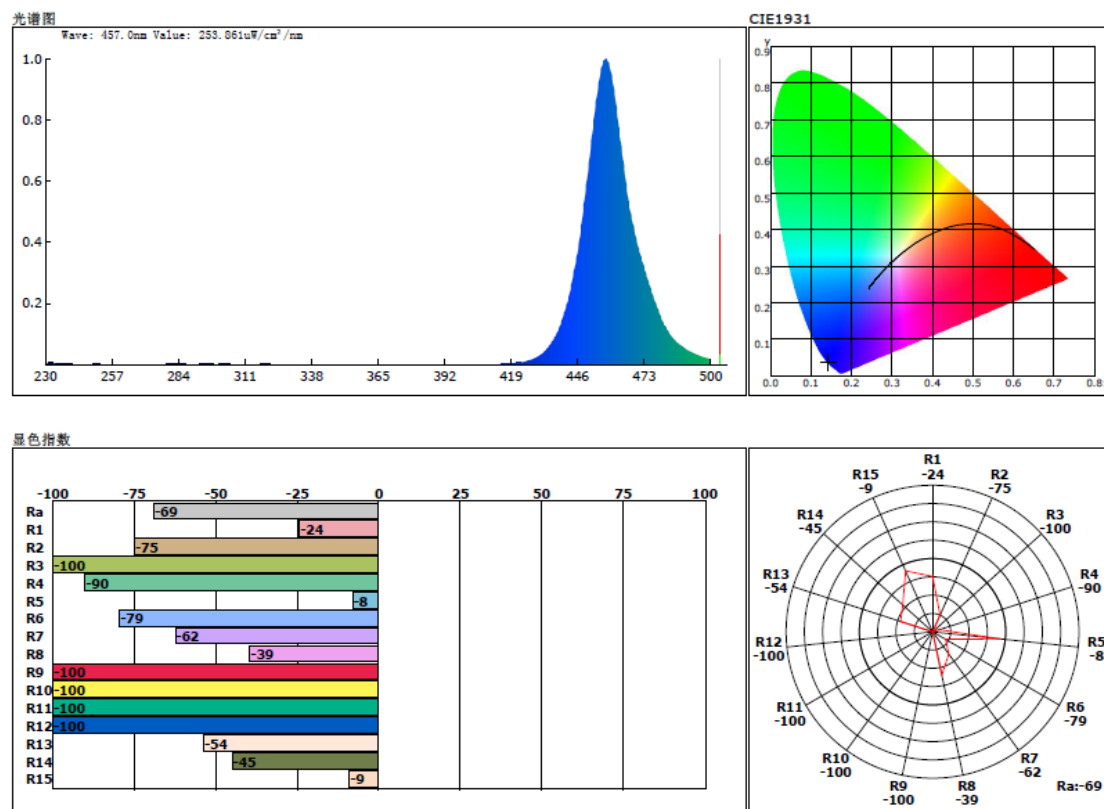 光谱图
Wave: 457.0nm Value: 253.861uW/cm²/nm
1.0
0.8
0.6
0.4
0.2
230 257 284 311 338 365 392 419 446 473 500
CIE1931
y
0.9
0.8
0.7
0.6
0.5
0.4
0.3
0.2
0.1
0.0 0.1 0.2 0.3 0.4 0.5 0.6 0.7 0.8
显色指数
-100 -75 -50 -25 0 25 50 75 100
Ra -69
R1 -24
R2 -75
R3 -100
R4 -90
R5 -8
R6 -79
R7 -62
R8 -39
R9 -100
R10 -100
R11 -100
R12 -100
R13 -54
R14 -45
R15 -9
R1
-24
R2
-75
R3
-100
R4
-90
R5
-8
R6
-79
R7
-62
R8
-39
R9
-100
R10
-100
R11
-100
R12
-100
R13
-54
R14
-45
R15
-9
Ra:-69